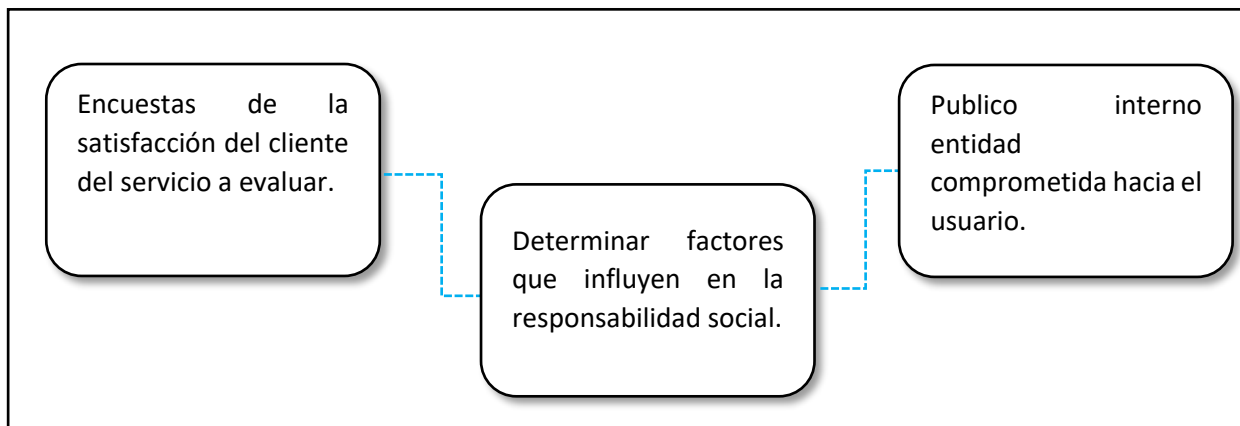 Encuestas de la
satisfacción del cliente
del servicio a evaluar.
Determinar factores
que influyen en la
responsabilidad social.
Publico interno
entidad
comprometida hacia el
usuario.